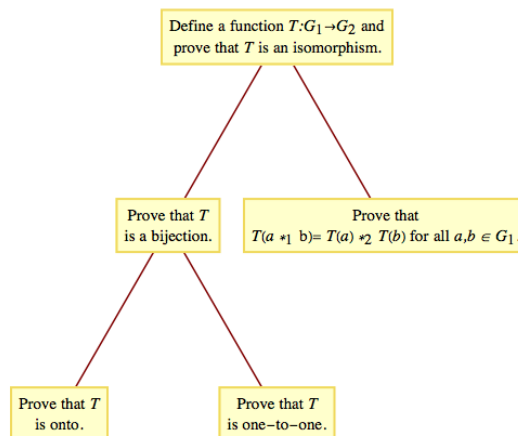 Define a function T:G₁→G₂ and
prove that T is an isomorphism.
Prove that T
is a bijection.
Prove that
T(a *₁ b)= T(a) *₂ T(b) for all a,b ∈ G₁.
Prove that T
is onto.
Prove that T
is one-to-one.